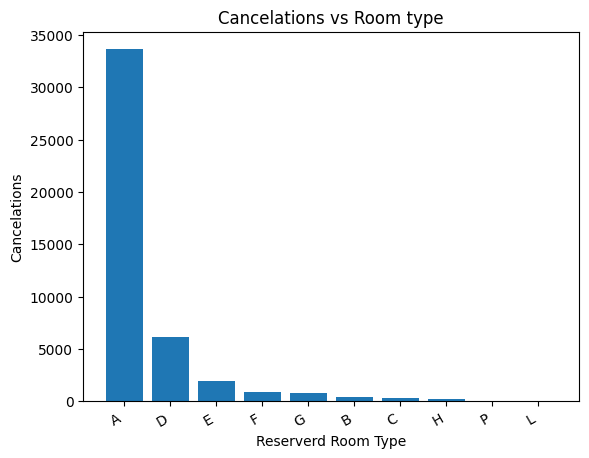 Cancelations vs Room type
35000
30000
25000
20000
15000
10000
5000
0
Cancelations
A D E F G B C H P L
Reserverd Room Type